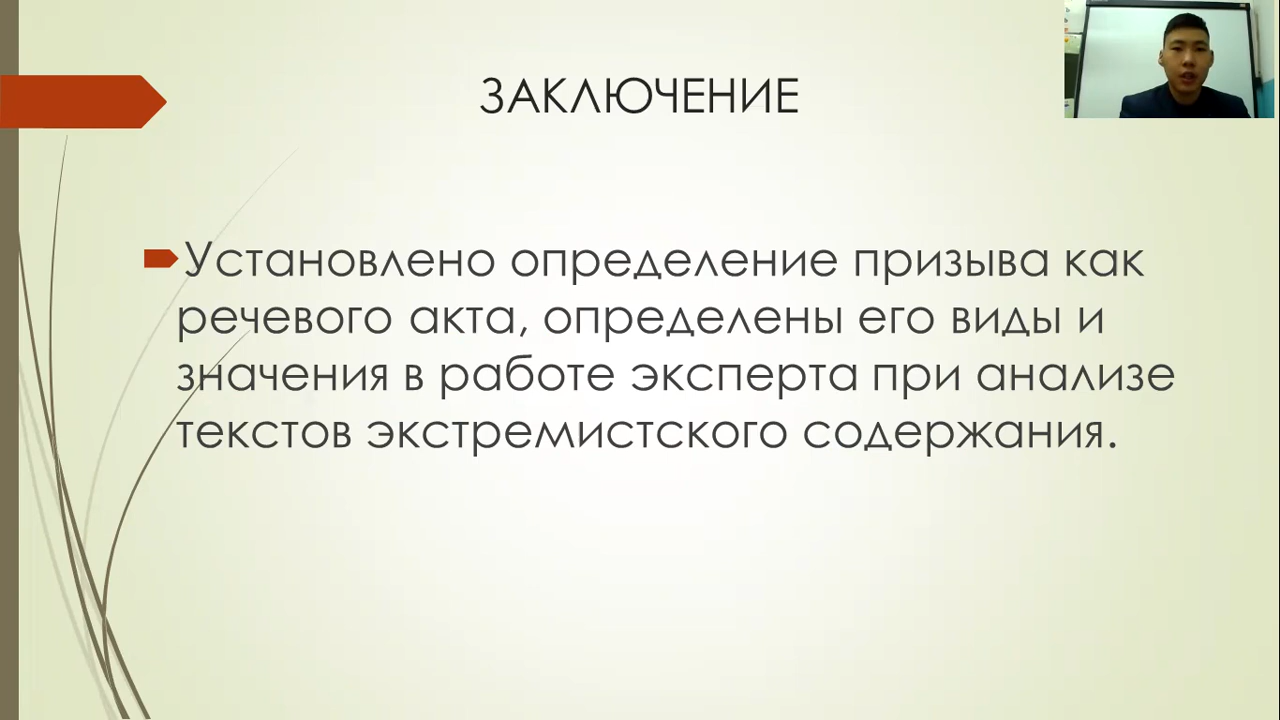 ЗАКЛЮЧЕНИЕ
Установлено определение призыва как
речевого акта, определены его виды и
значения в работе эксперта при анализе
текстов экстремистского содержания.